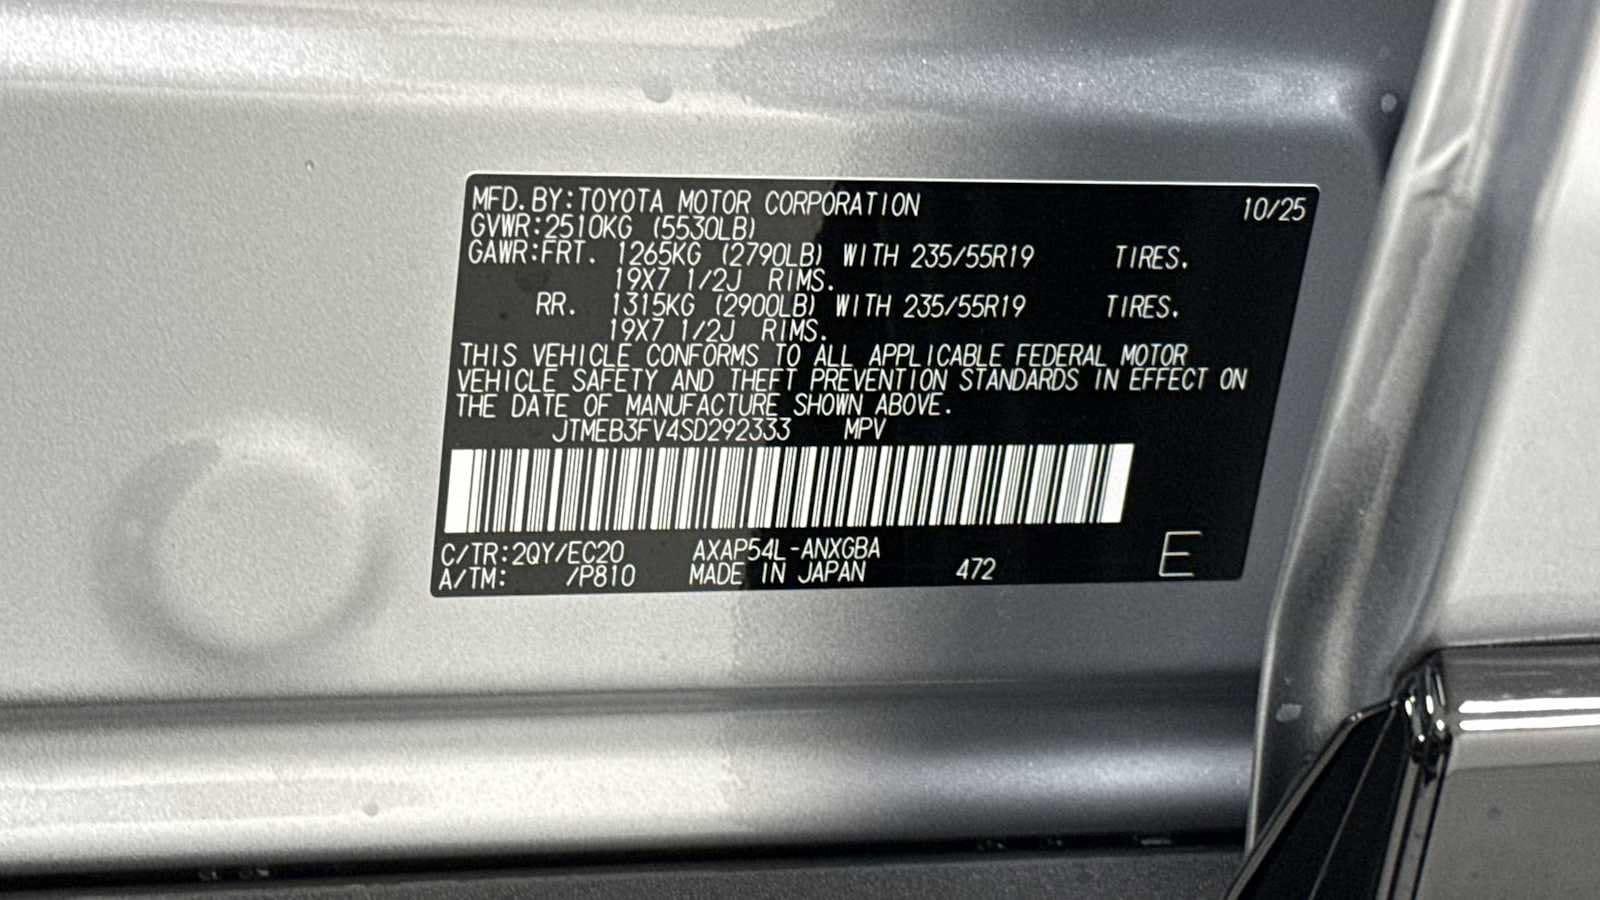 MFD. BY:TOYOTA MOTOR CORPORATION 10/25
GVWR:2510KG (5530LB)
GAWR:FRT. 1265KG (2790LB) WITH 235/55R19 TIRES.
19X7 1/2J RIMS.
RR. 1315KG (2900LB) WITH 235/55R19 TIRES.
19X7 1/2J RIMS.
THIS VEHICLE CONFORMS TO ALL APPLICABLE FEDERAL MOTOR
VEHICLE SAFETY AND THEFT PREVENTION STANDARDS IN EFFECT ON
THE DATE OF MANUFACTURE SHOWN ABOVE.
JTMEB3FV4SD292333 MPV
C/TR:2QY/EC20 AXAP54L-ANXGBA
A/TM: /P810 MADE IN JAPAN 472 E